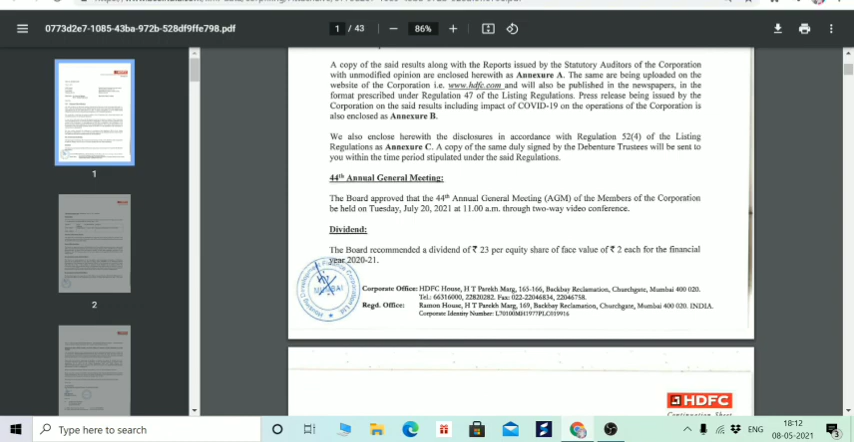 0773d2e7-1085-43ba-972b-528df9ffe798.pdf
1 / 43
86%
A copy of the said results along with the Reports issued by the Statutory Auditors of the Corporation
with unmodified opinion are enclosed herewith as Annexure A. The same are being uploaded on
website of the Corporation i.e. www.hdfc.com and will also be published in the newspapers, in the
format prescribed under Regulation 47 of the Listing Regulations. Press release being issued by the
Corporation on the said results including impact of COVID-19 on the operations of the Corporation is
also enclosed as Annexure B.
We also enclose herewith the disclosures in accordance with Regulation 52(4) of the Listing
Regulations as Annexure C. A copy of the same duly signed by the Debenture Trustees will be sent to
you within the time period stipulated under the said Regulations.
44th Annual General Meeting:
The Board approved that the 44th Annual General Meeting (AGM) of the Members of the Corporation
be held on Tuesday, July 20, 2021 at 11.00 a.m. through two-way video conference.
Dividend:
The Board recommended a dividend of ₹ 23 per equity share of face value of ₹ 2 each for the financial
year 2020-21.
MUMBAI
Corporate Office: HDFC House, H T Parekh Marg, 165-166, Backbay Reclamation, Churchgate, Mumbai 400 020.
Tel.: 66316000, 22820282. Fax: 022-22046834, 22046758.
Regd. Office: Ramon House, H T Parekh Marg, 169, Backbay Reclamation, Churchgate, Mumbai 400 020. INDIA.
Corporate Identity Number: L70100MH1977PLC019916
HDFC
1
2
Type here to search
ENG
18:12
08-05-2021
3